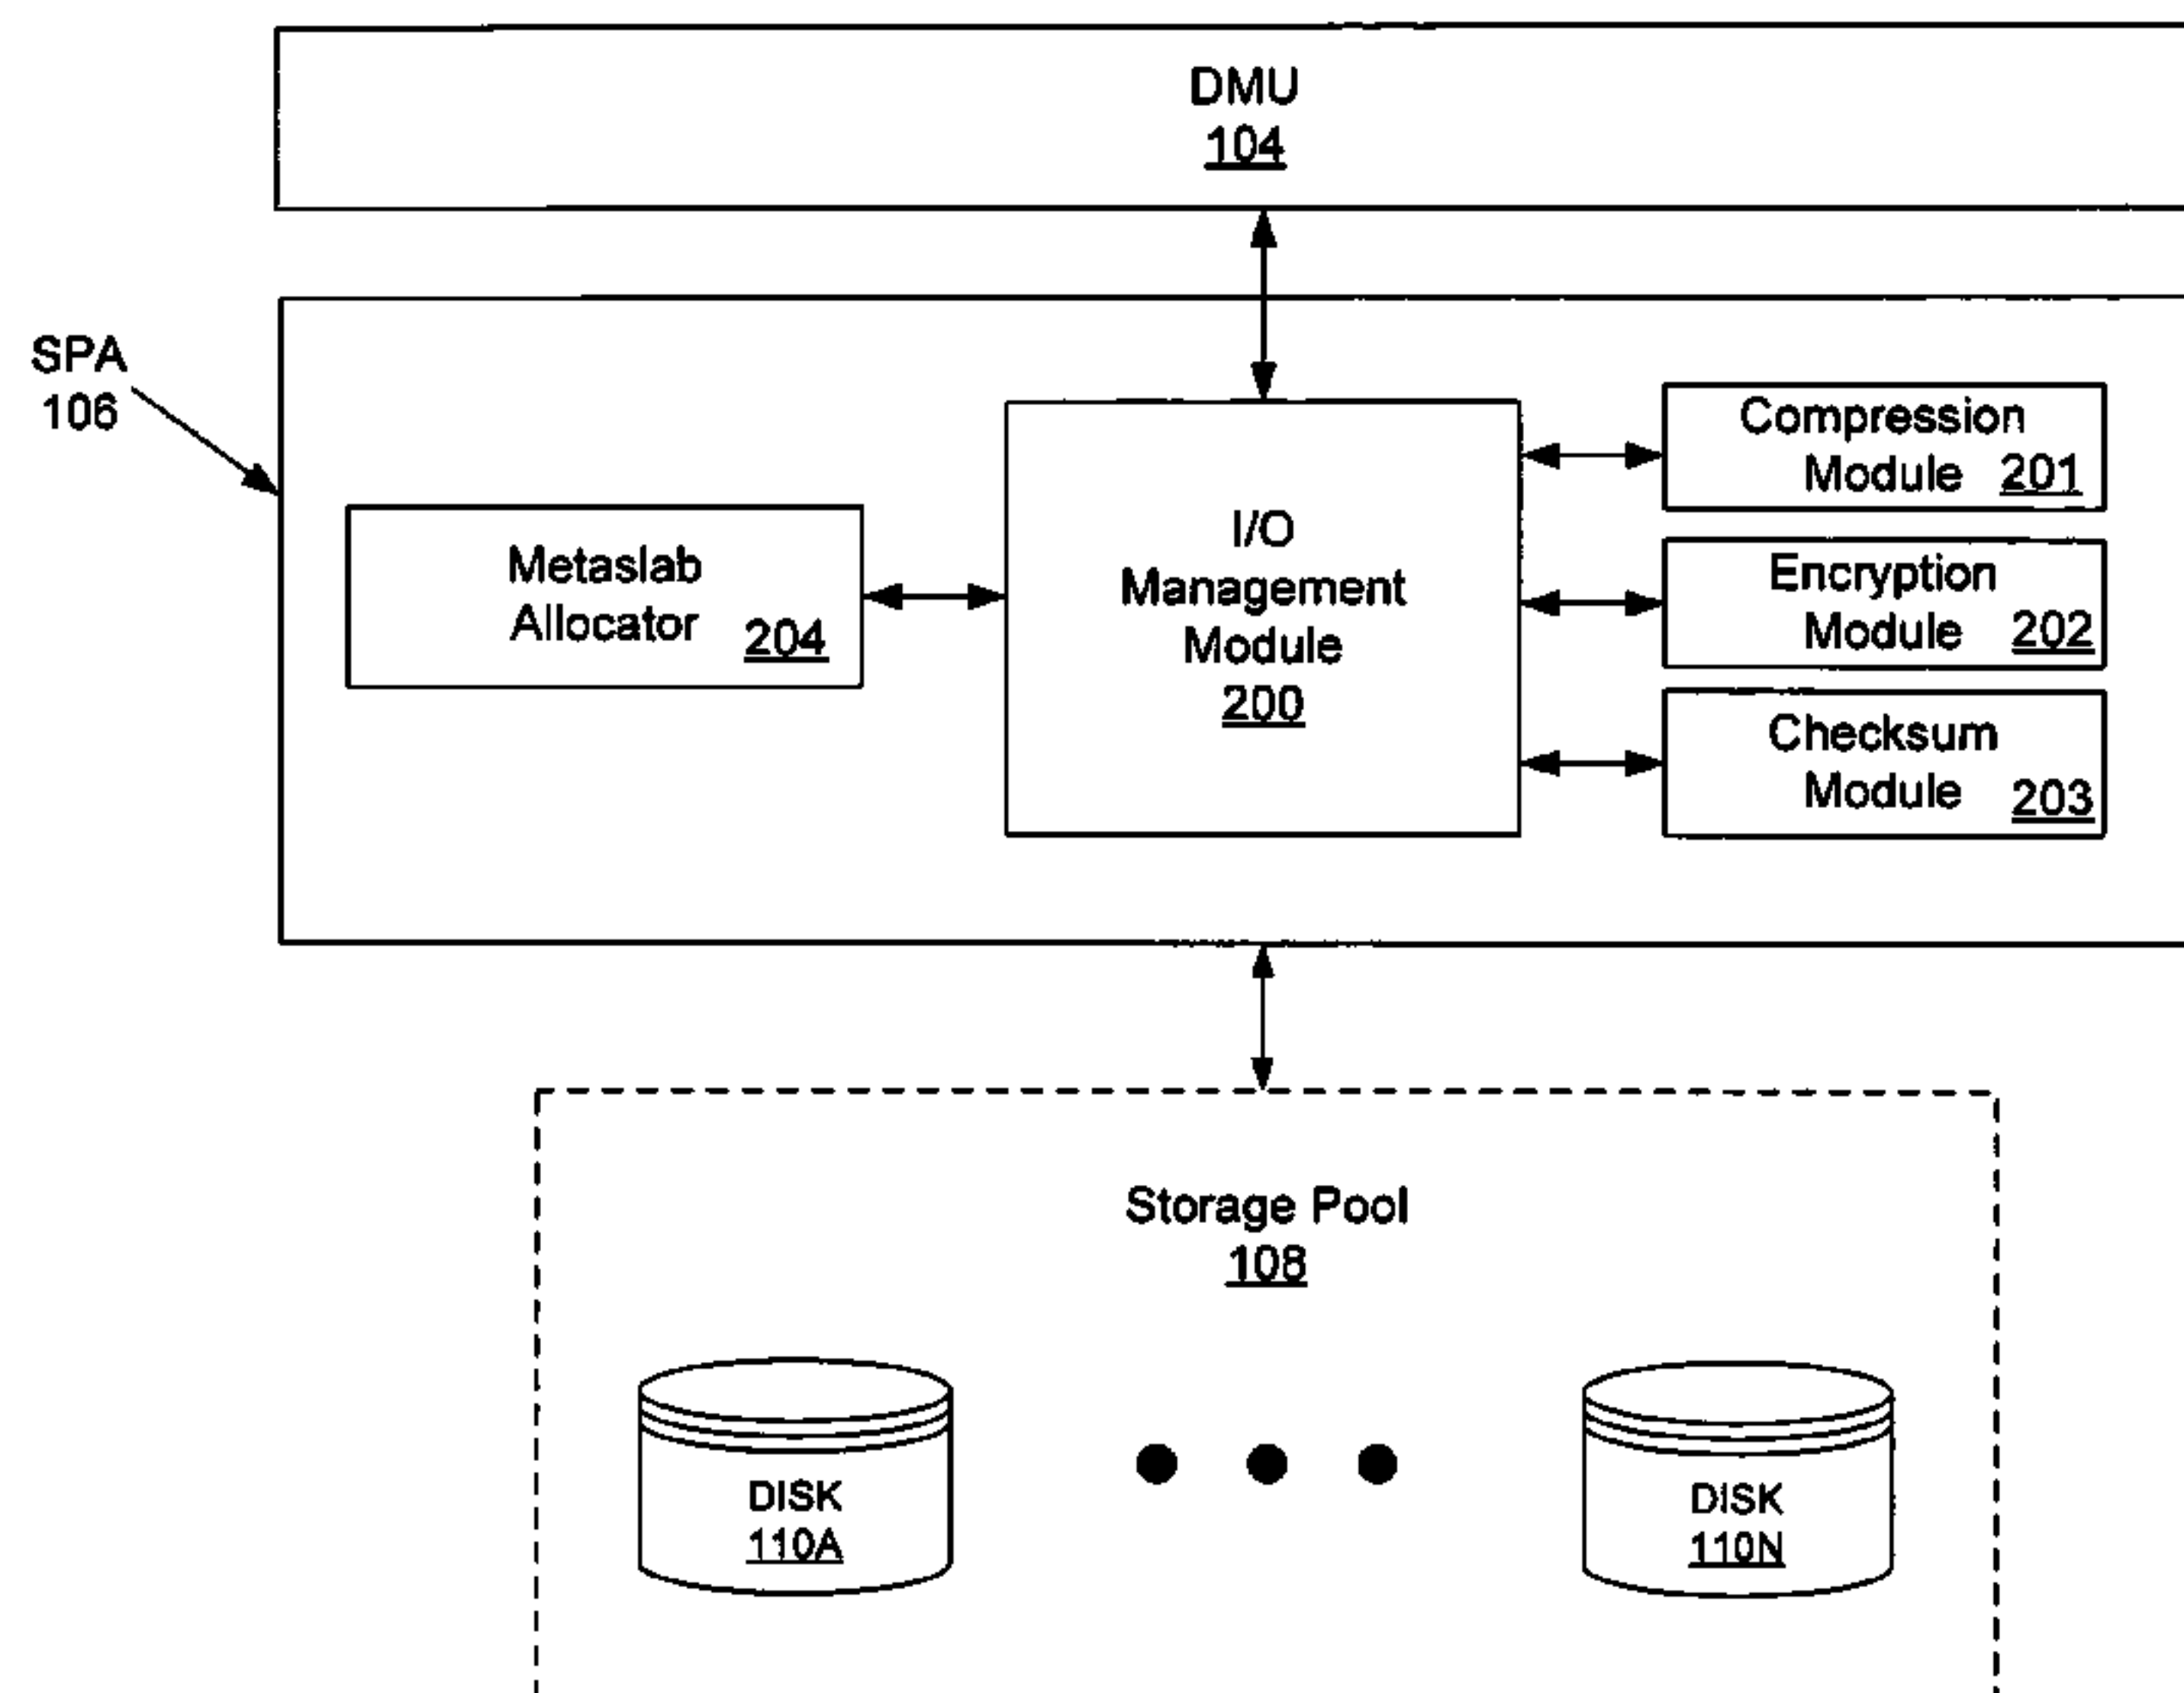 DMU
104
SPA
106
Compression
Module 201
I/O
Management
Module
200
Metaslab
Allocator 204
Encryption
Module 202
Checksum
Module 203
Storage Pool
108
DISK
110A
DISK
110N